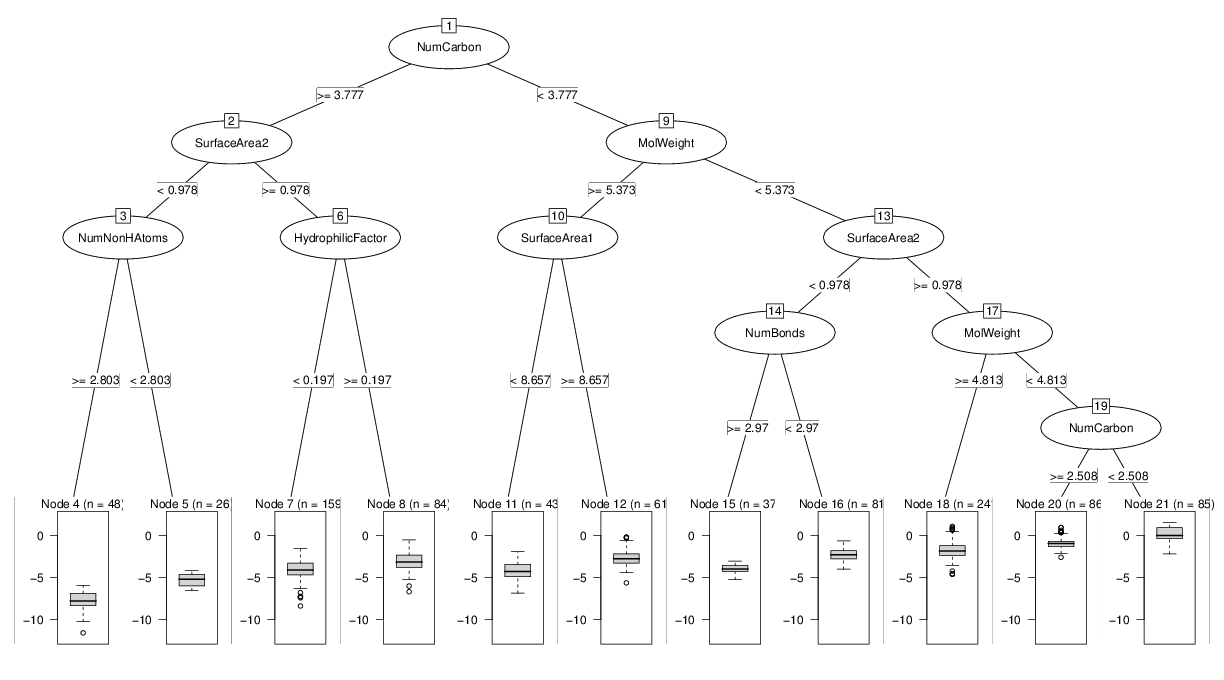 1
NumCarbon
>= 3.777
< 3.777
2
SurfaceArea2
9
MolWeight
< 0.978
>= 0.978
>= 5.373
< 5.373
3
NumNonHAtoms
6
HydrophilicFactor
10
SurfaceArea1
13
SurfaceArea2
< 0.978
>= 0.978
14
NumBonds
17
MolWeight
>= 2.803
< 2.803
< 0.197
>= 0.197
< 8.657
>= 8.657
>= 4.813
< 4.813
19
NumCarbon
>= 2.97
< 2.97
>= 2.508
< 2.508
Node 4 (n = 48)
Node 5 (n = 26
Node 7 (n = 159
Node 8 (n = 84)
Node 11 (n = 43
Node 12 (n = 61
Node 15 (n = 37
Node 16 (n = 81
Node 18 (n = 24
Node 20 (n = 86
Node 21 (n = 85)
0 0 0 0 0 0 0 0 0 0 0
−5 −5 −5 −5 −5 −5 −5 −5 −5 −5 −5
−10 −10 −10 −10 −10 −10 −10 −10 −10 −10 −10